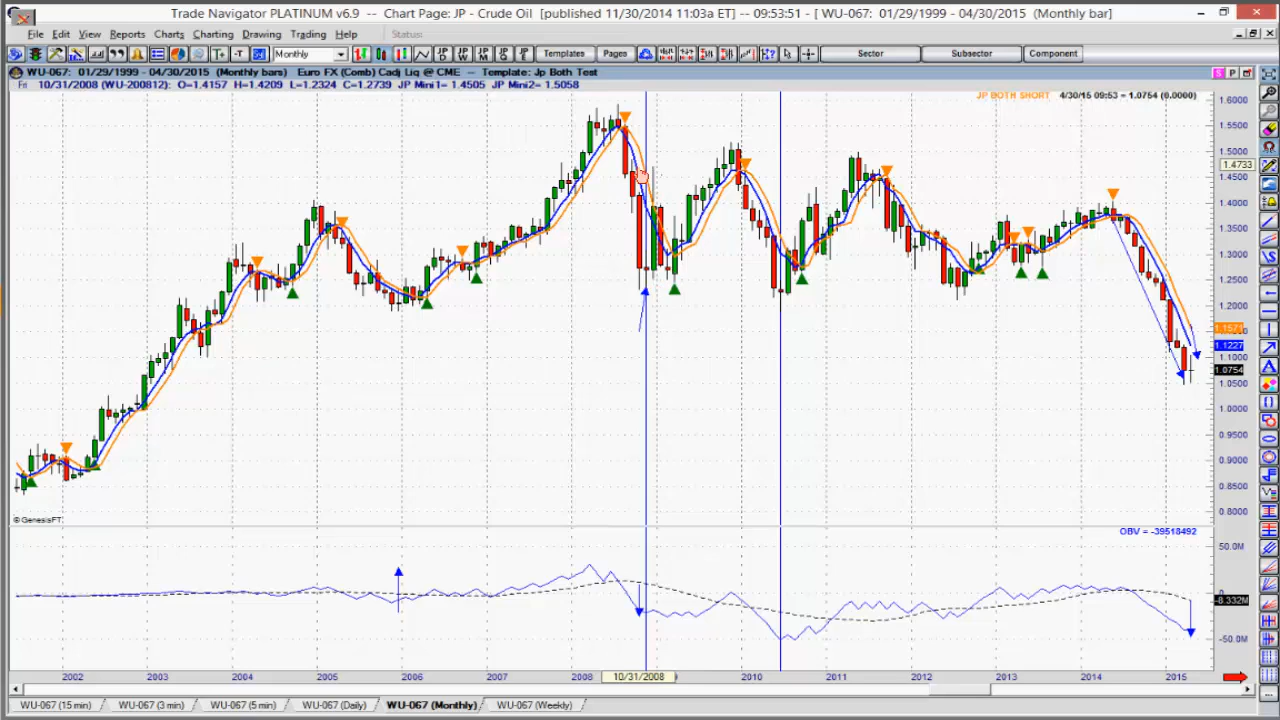 Trade Navigator PLATINUM v6.9 -- Chart Page: JP - Crude Oil [published 11/30/2014 11:03a ET] -- 09:53:51 - [ WU-067: 01/29/1999 - 04/30/2015 (Monthly bar)]
File Edit View Reports Charts Charting Drawing Trading Help Status:
Monthly Templates Pages Sector Subsector Component
WU-067: 01/29/1999 - 04/30/2015 (Monthly bars) Euro FX (Comb) Cadj Liq @ CME -- Template: Jp Both Test
Fri 10/31/2008 (WU-200812): O=1.4157 H=1.4209 L=1.2324 C=1.2739 JP Mini1= 1.4505 JP Mini2= 1.5058
JP BOTH SHORT 4/30/15 09:53 = 1.0754 (0.0000)
1.6000
1.5500
1.5000
1.4733
1.4500
1.4000
1.3500
1.3000
1.2500
1.2000
1.1571
1.1227
1.1000
1.0754
1.0500
1.0000
0.9500
0.9000
0.8500
0.8000
© GenesisFT
OBV = -39518492
50.0M
0
-8.332M
-50.0M
2002 2003 2004 2005 2006 2007 2008 10/31/2008 2010 2011 2012 2013 2014 2015
WU-067 (15 min) WU-067 (3 min) WU-067 (5 min) WU-067 (Daily) WU-067 (Monthly) WU-067 (Weekly)